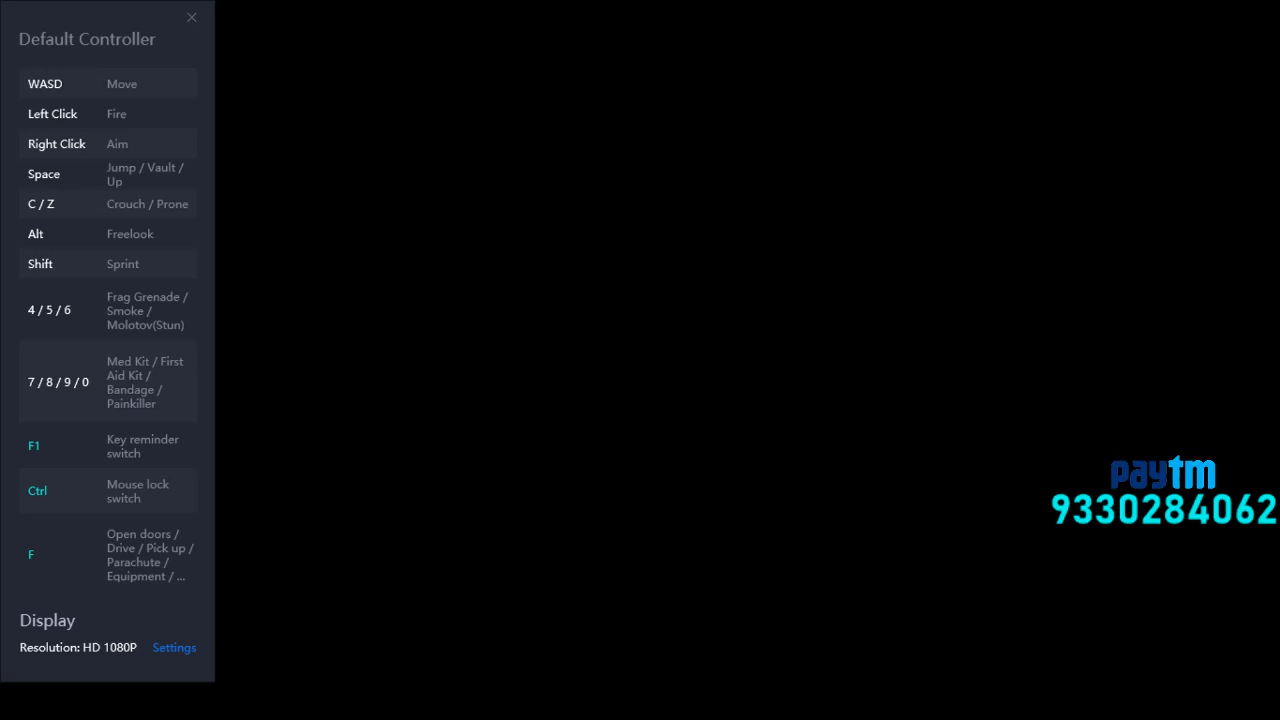 Default Controller
WASD Move
Left Click Fire
Right Click Aim
Space Jump / Vault /
Up
C / Z Crouch / Prone
Alt Freelook
Shift Sprint
4 / 5 / 6 Frag Grenade /
Smoke /
Molotov(Stun)
7 / 8 / 9 / 0 Med Kit / First
Aid Kit /
Bandage /
Painkiller
F1 Key reminder
switch
Ctrl Mouse lock
switch
F Open doors /
Drive / Pick up /
Parachute /
Equipment / ...
Display
Resolution: HD 1080P Settings
paytm
9330284062